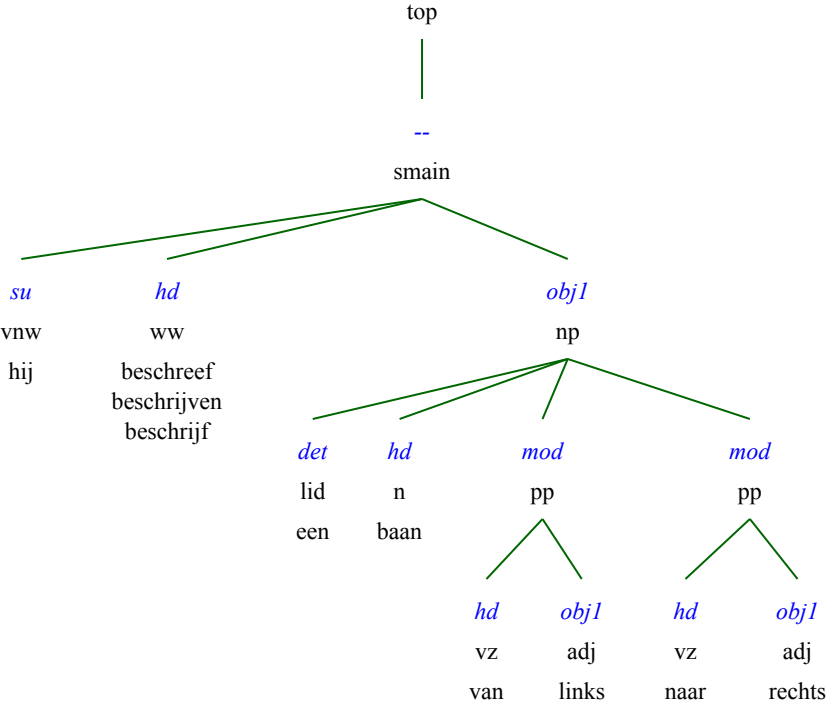 top
--
smain
su hd obj1
vnw ww np
hij beschreef
beschrijven
beschrijf
det hd mod mod
lid n pp pp
een baan
hd obj1 hd obj1
vz adj vz adj
van links naar rechts